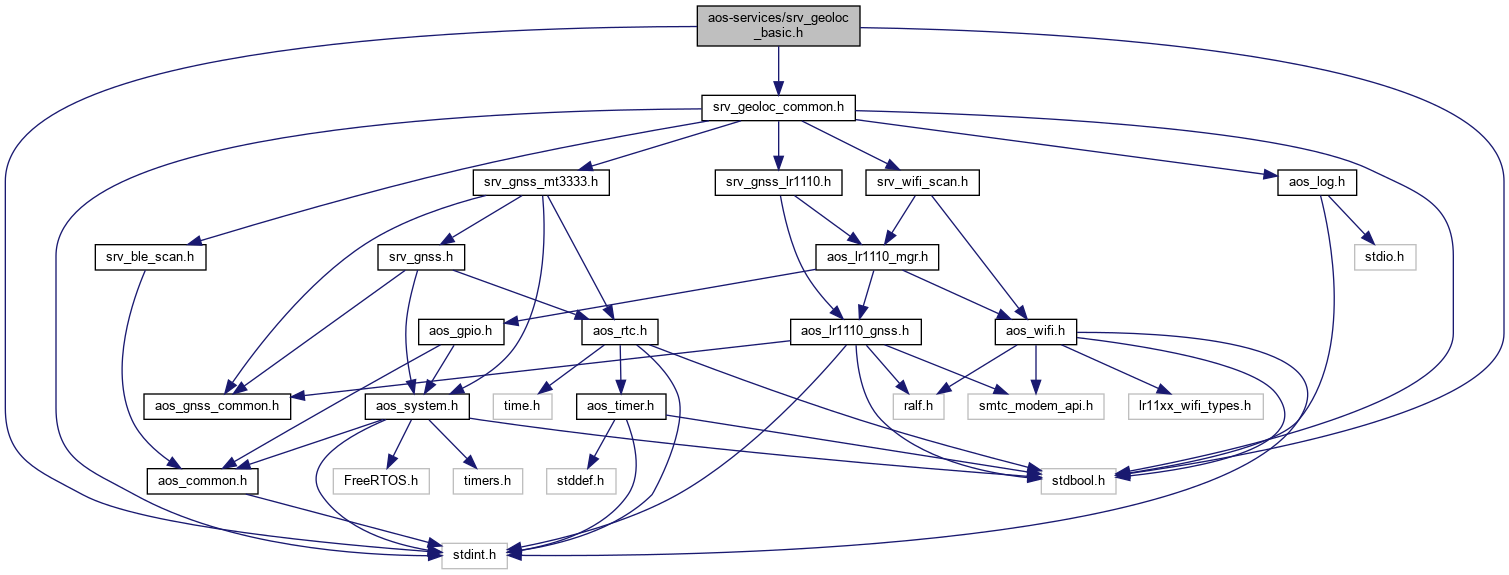 aos-services/srv_geoloc
_basic.h
srv_geoloc_common.h
srv_gnss_mt3333.h
srv_gnss_lr1110.h
srv_wifi_scan.h
aos_log.h
srv_ble_scan.h
srv_gnss.h
aos_lr1110_mgr.h
stdio.h
aos_gpio.h
aos_rtc.h
aos_lr1110_gnss.h
aos_wifi.h
aos_gnss_common.h
aos_system.h
time.h
aos_timer.h
ralf.h
smtc_modem_api.h
lr11xx_wifi_types.h
aos_common.h
FreeRTOS.h
timers.h
stddef.h
stdbool.h
stdint.h